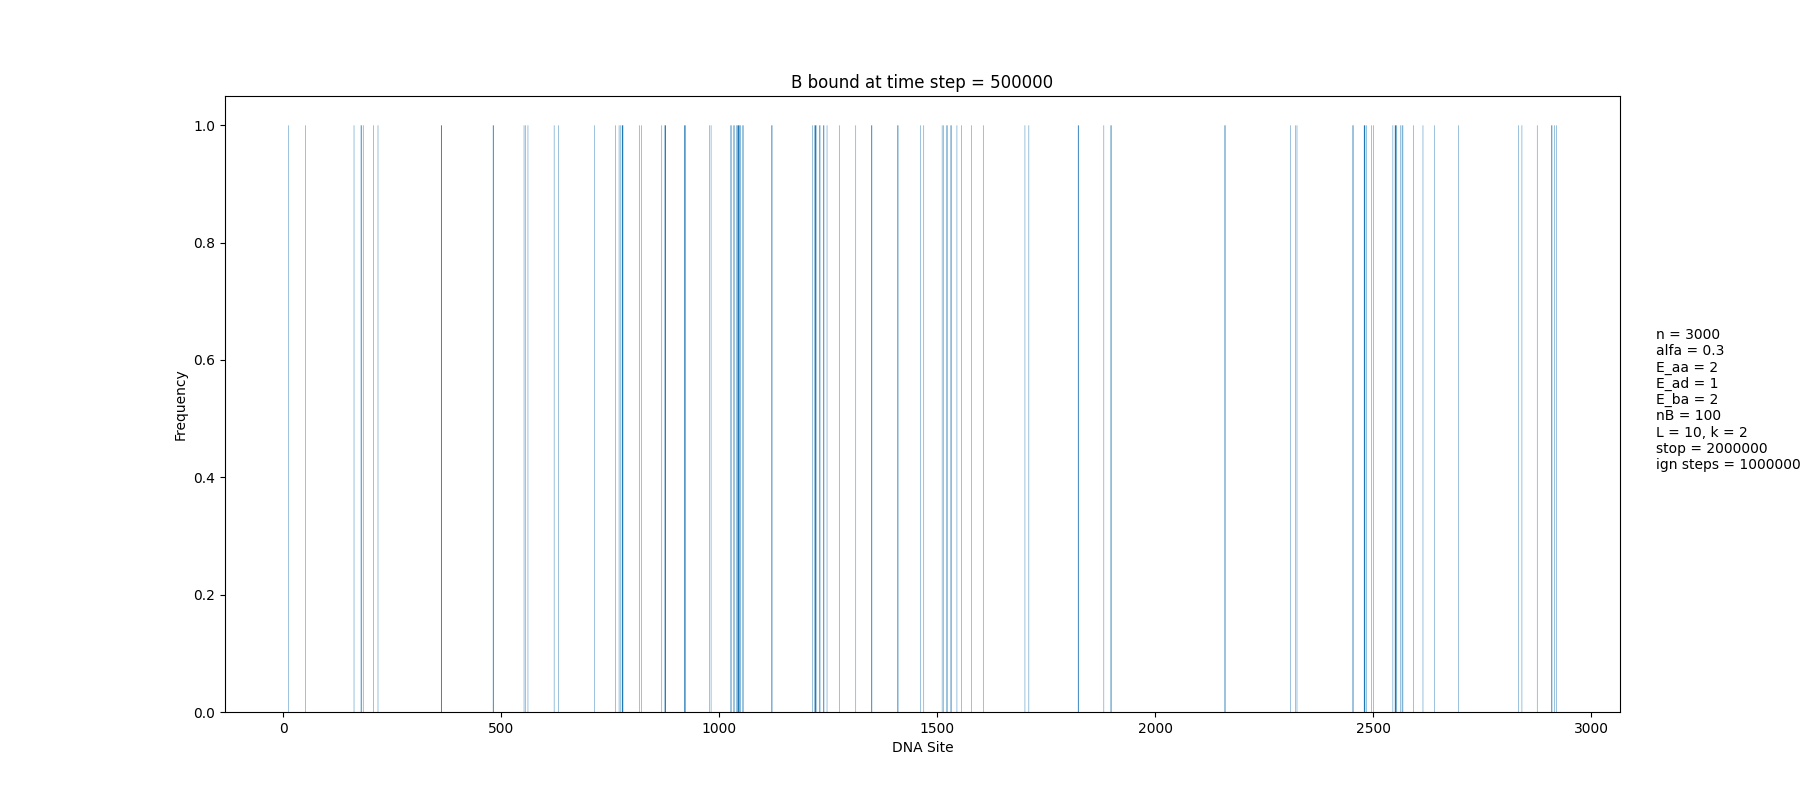 B bound at time step = 500000
1.0
0.8
0.6
0.4
0.2
0.0
Frequency
0 500 1000 1500 2000 2500 3000
DNA Site
n = 3000
alfa = 0.3
E_aa = 2
E_ad = 1
E_ba = 2
nB = 100
L = 10, k = 2
stop = 2000000
ign steps = 1000000